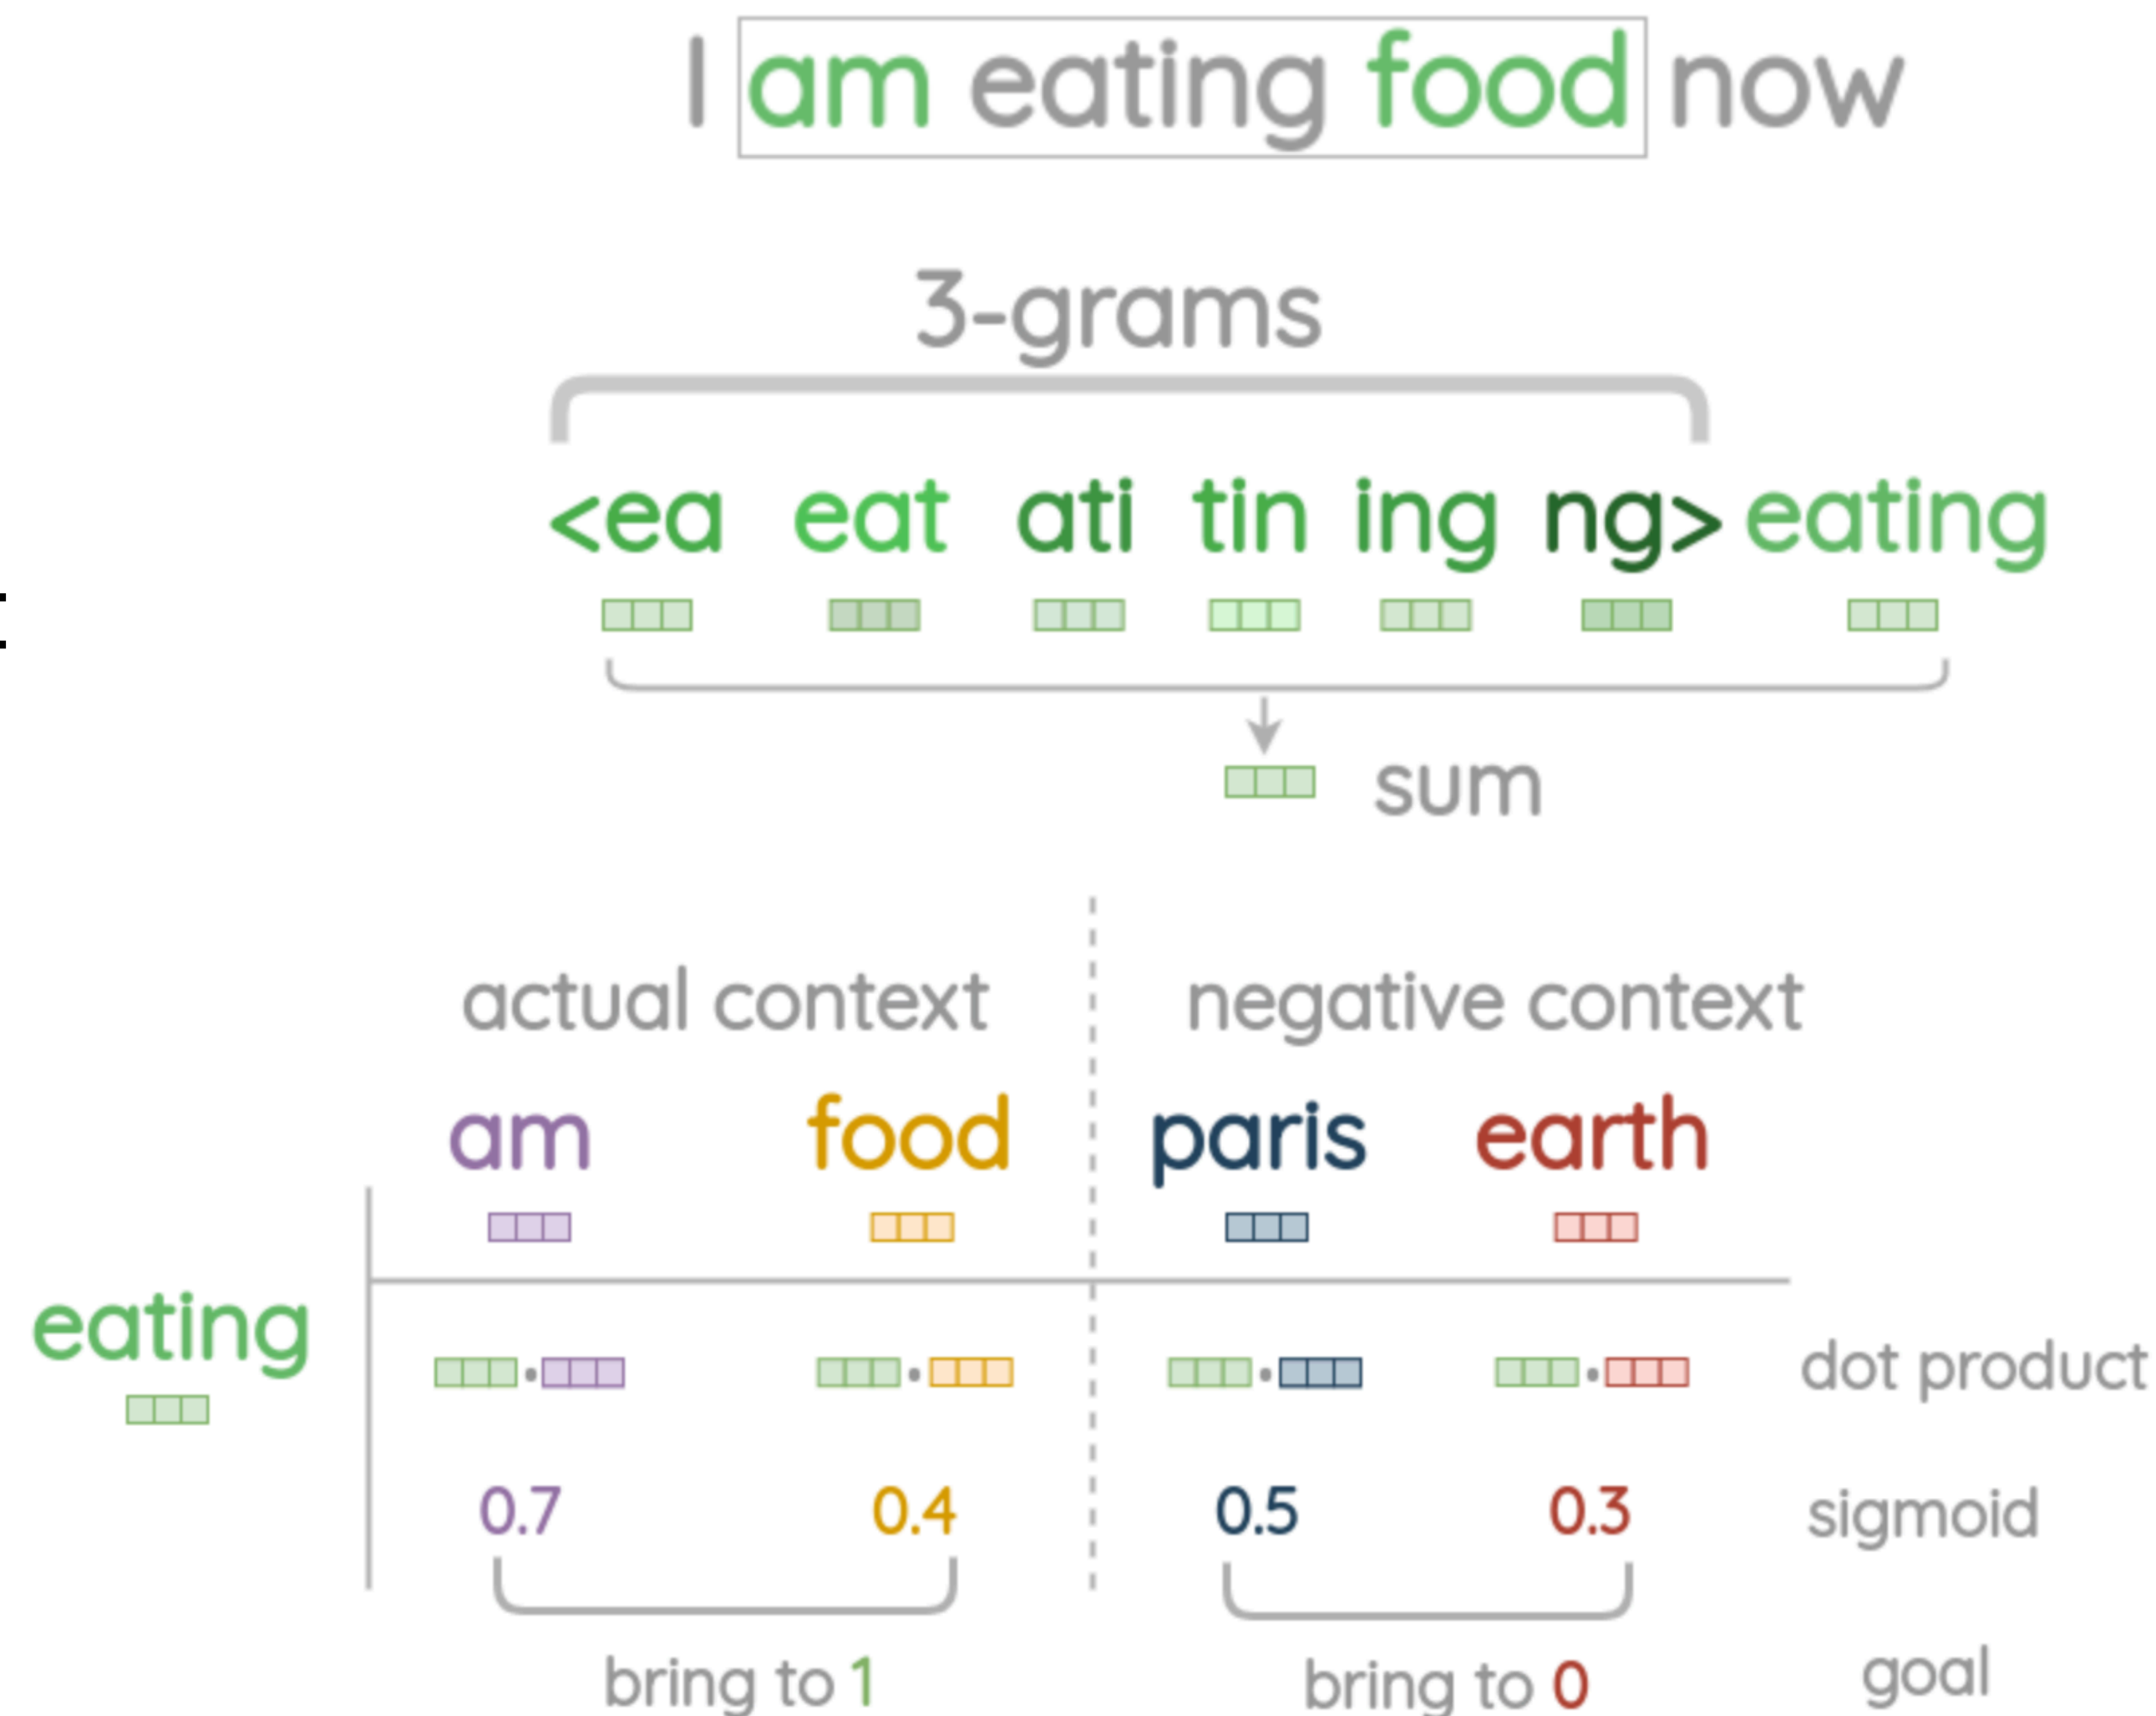 I am eating food now
3-grams
<ea eat ati tin ing ng> eating
sum
actual context negative context
am food paris earth
eating
dot product
0.7 0.4 0.5 0.3 sigmoid
bring to 1 bring to 0 goal